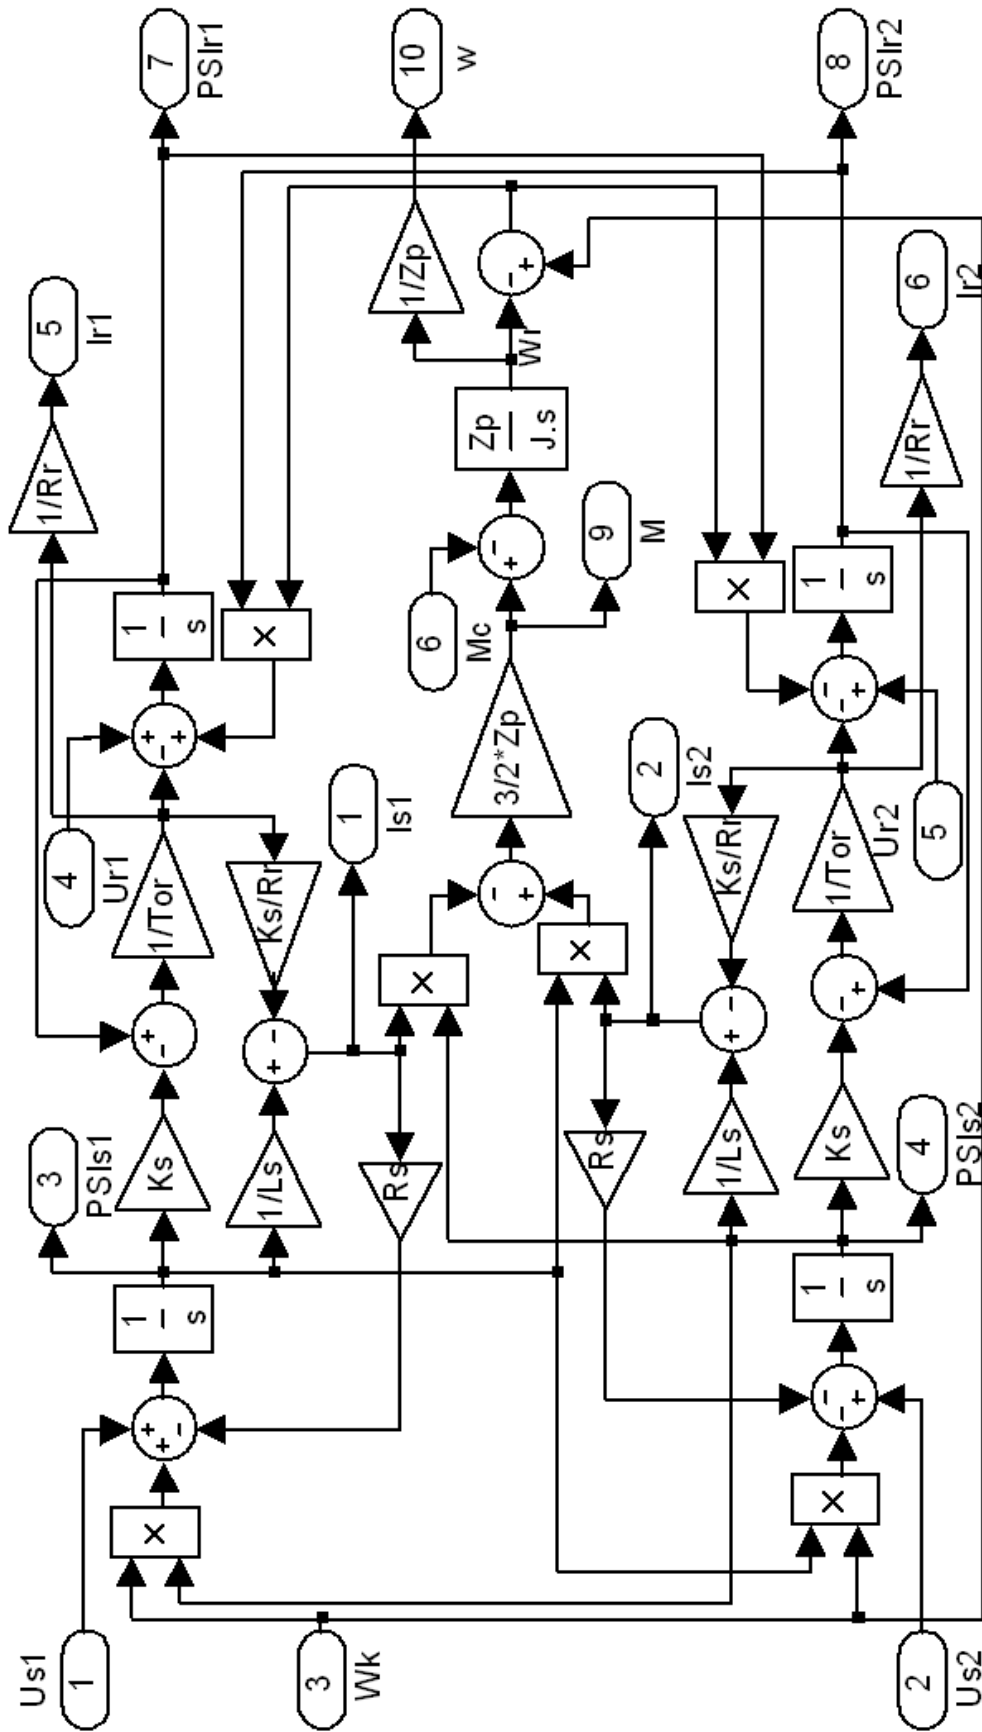 1
Us1
3
PSIs1
4
Ur1
1/Rr
5
Ir1
×
+
+
-
1
s
Ks
+
-
1/Tor
+
-
+
1
s
7
PSIr1
1/Ls
+
-
Ks/Rr
×
3
Wk
Rs
1
Is1
×
1/Zp
10
w
6
Mc
-
+
3/2*Zp
+
-
Zp
J.s
Wr
-
+
×
9
M
Rs
2
Is2
1/Ls
+
-
Ks/Rr
×
×
-
-
+
1
s
Ks
-
+
1/Tor
-
-
+
1
s
8
PSIr2
2
Us2
4
PSIs2
5
Ur2
1/Rr
6
Ir2